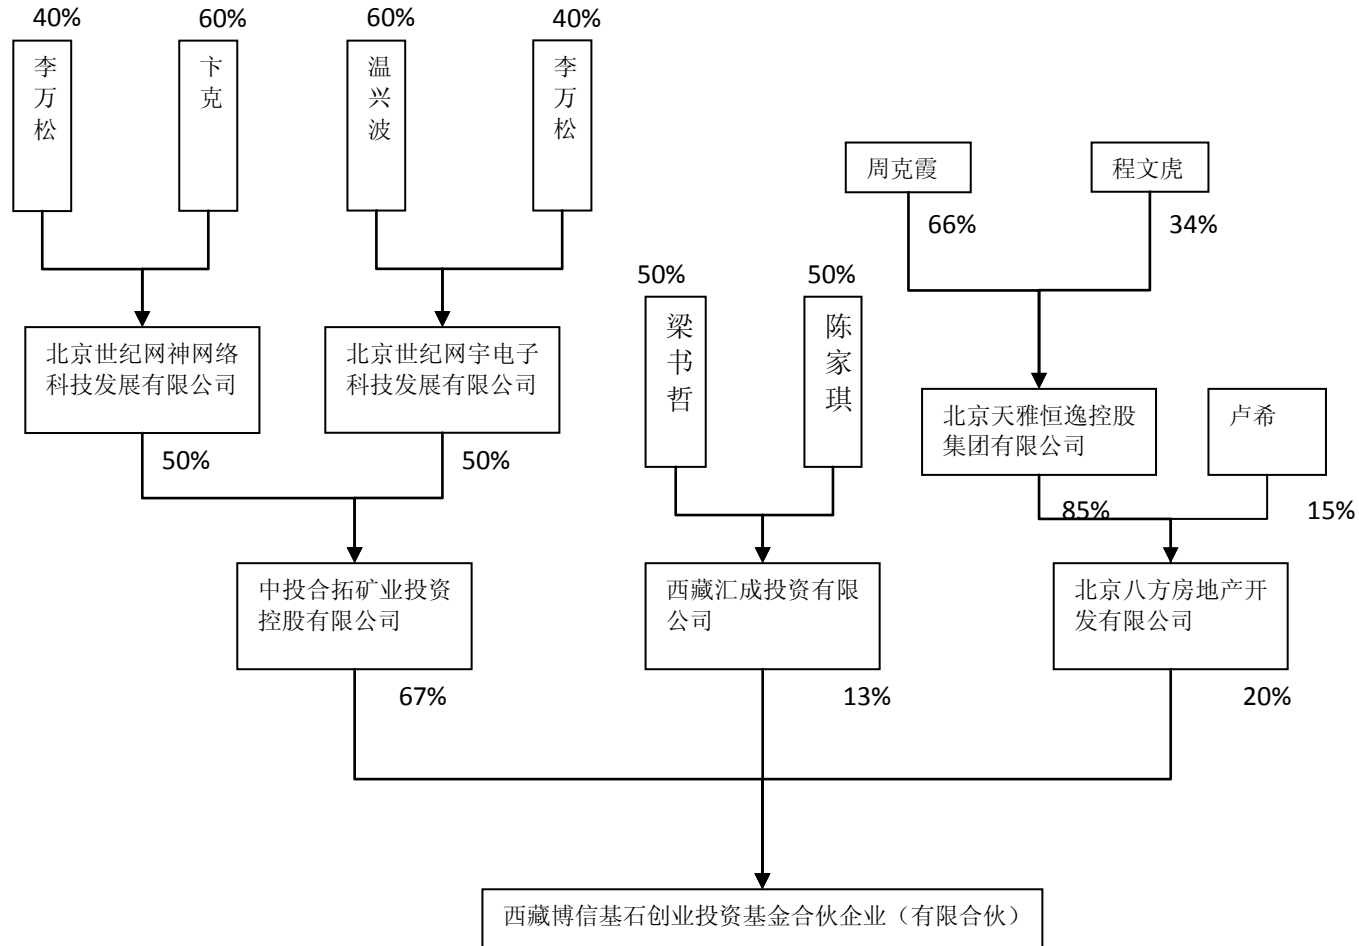 40%
60%
60%
40%
李万松
卞克
温兴波
李万松
周克霞
程文虎
66%
34%
50%
50%
梁书哲
陈家琪
北京世纪网神网络
科技发展有限公司
北京世纪网宇电子
科技发展有限公司
北京天雅恒逸控股
集团有限公司
卢希
50%
50%
85%
15%
中投合拓矿业投资
控股有限公司
西藏汇成投资有限
公司
北京八方房地产开
发有限公司
67%
13%
20%
西藏博信基石创业投资基金合伙企业（有限合伙）